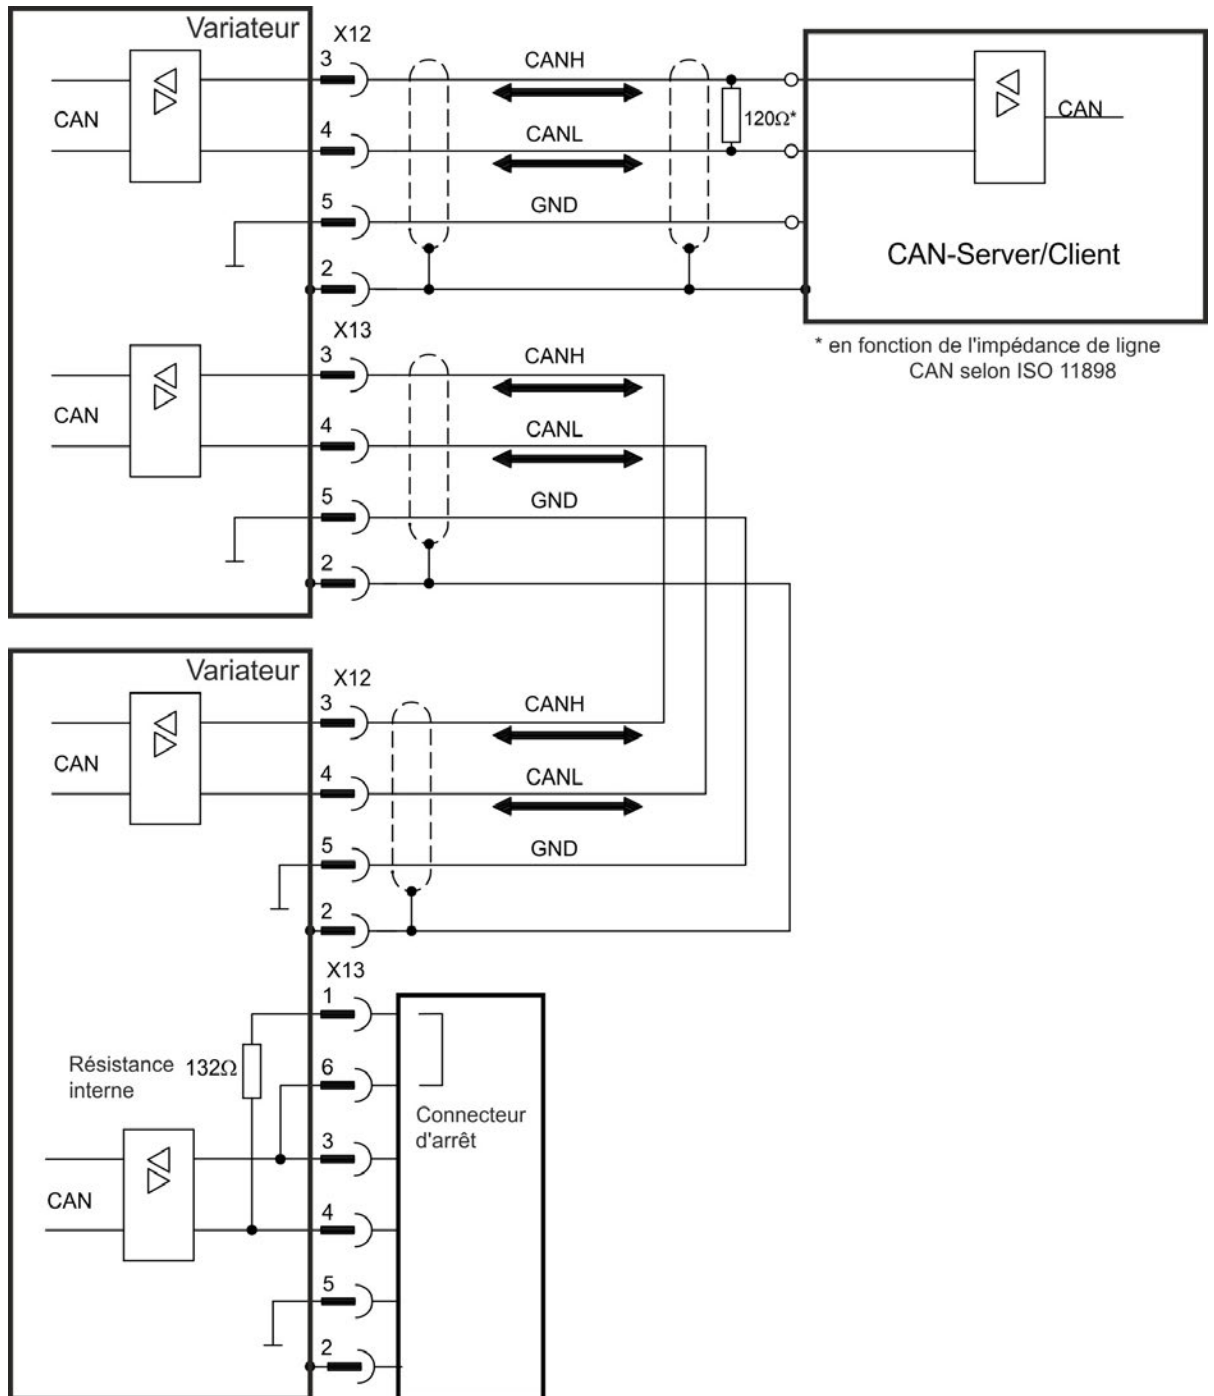 Variateur
X12
3
CANH
120Ω*
CAN
CAN
4
CANL
5
GND
CAN-Server/Client
2
X13
* en fonction de l'impédance de ligne
CAN selon ISO 11898
3
CANH
CAN
4
CANL
5
GND
2
Variateur
X12
3
CANH
CAN
4
CANL
5
GND
2
X13
1
Résistance
interne
132Ω
6
Connecteur
d'arrêt
3
CAN
4
5
2